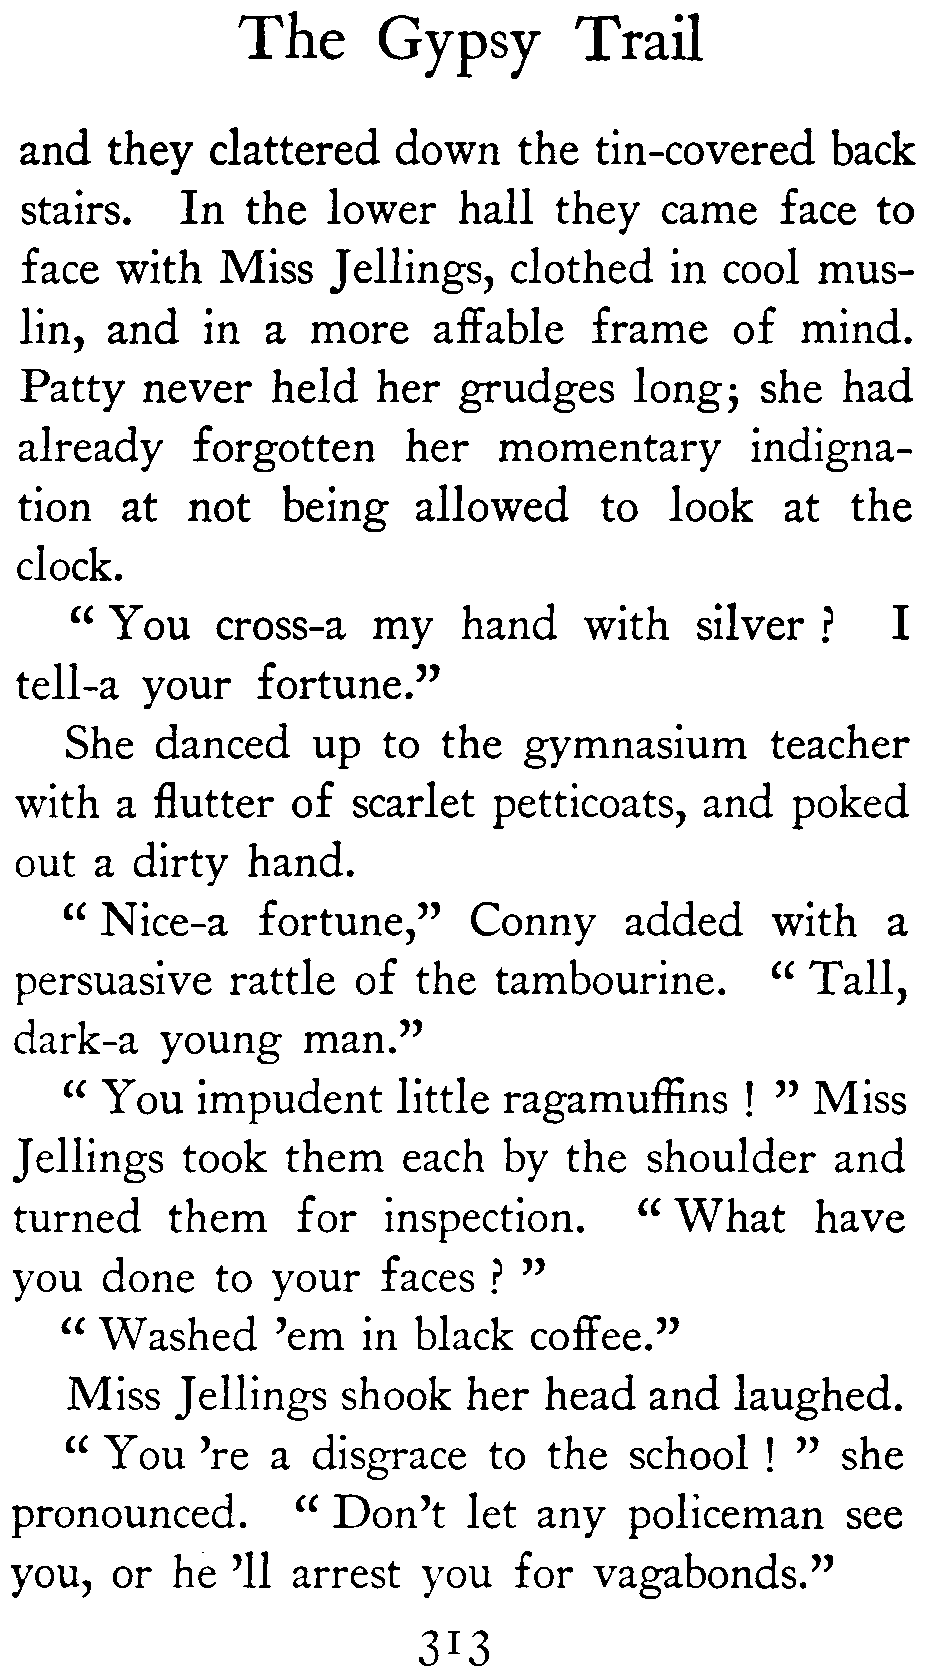 The Gypsy Trail
and they clattered down the tin-covered back
stairs. In the lower hall they came face to
face with Miss Jellings, clothed in cool mus-
lin, and in a more affable frame of mind.
Patty never held her grudges long; she had
already forgotten her momentary indigna-
tion at not being allowed to look at the
clock.
“ You cross-a my hand with silver ? I
tell-a your fortune.”
She danced up to the gymnasium teacher
with a flutter of scarlet petticoats, and poked
out a dirty hand.
“ Nice-a fortune,” Conny added with a
persuasive rattle of the tambourine. “ Tall,
dark-a young man.”
“ You impudent little ragamuffins ! ” Miss
Jellings took them each by the shoulder and
turned them for inspection. “ What have
you done to your faces ? ”
“ Washed ’em in black coffee.”
Miss Jellings shook her head and laughed.
“ You ’re a disgrace to the school ! ” she
pronounced. “ Don’t let any policeman see
you, or he ’ll arrest you for vagabonds.”
313